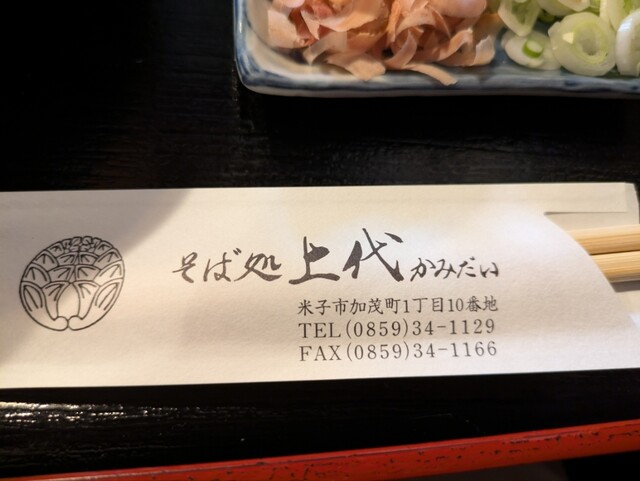 そば処上代かみだい
米子市加茂町1丁目10番地
TEL(0859)34-1129
FAX(0859)34-1166